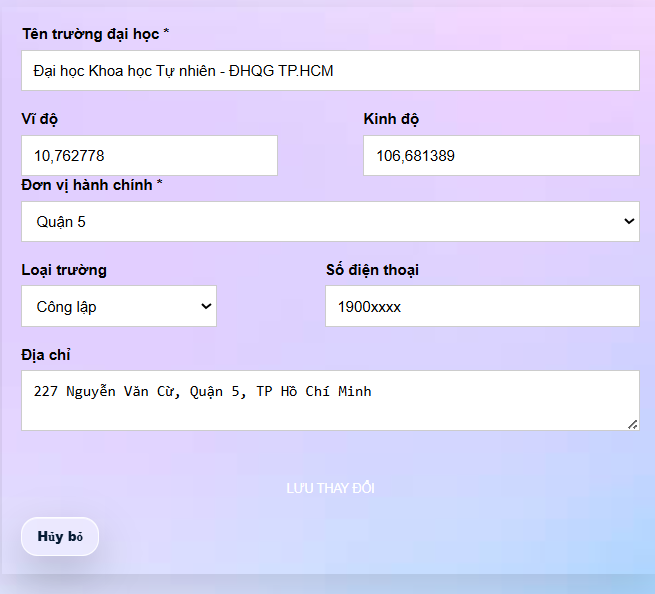 Tên trường đại học *
Đại học Khoa học Tự nhiên - ĐHQG TP.HCM
Vĩ độ
Kinh độ
10,762778
106,681389
Đơn vị hành chính *
Quận 5
Loại trường
Số điện thoại
Công lập
1900xxxx
Địa chỉ
227 Nguyễn Văn Cừ, Quận 5, TP Hồ Chí Minh
LƯU THAY ĐỔI
Hủy bỏ